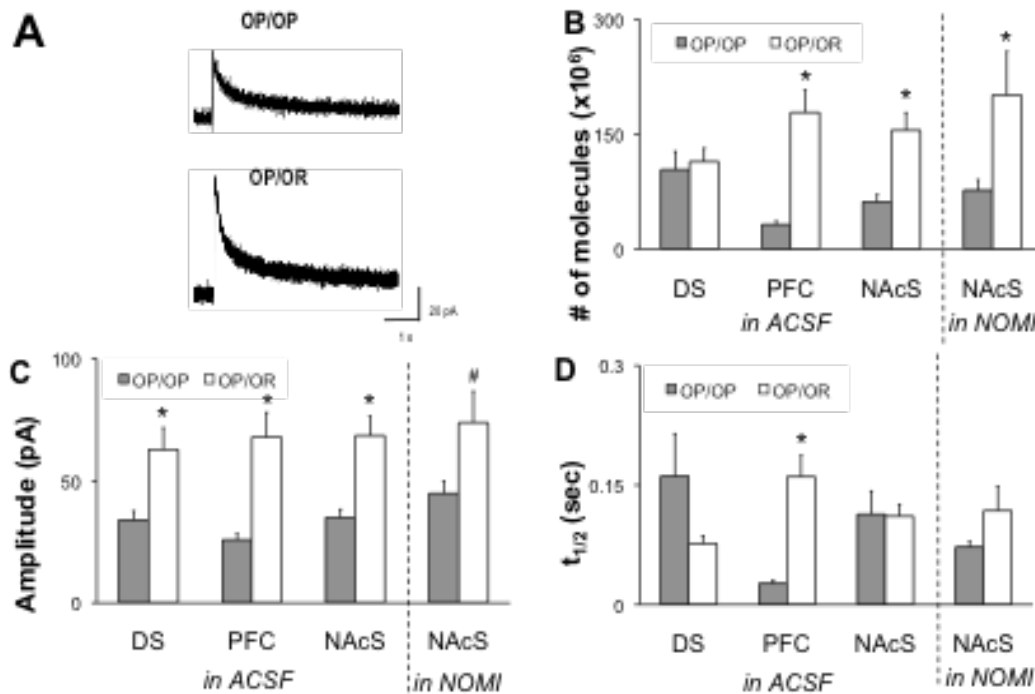 A
OP/OP
OP/OR
20 pA
1 s
B
# of molecules (x10⁶)
300
150
0
OP/OP OP/OR
* * *
DS PFC NAcS NAcS
in ACSF in NOMI
C
Amplitude (pA)
100
50
0
OP/OP OP/OR
* * * #
DS PFC NAcS NAcS
in ACSF in NOMI
D
t1/2 (sec)
0.3
0.15
0
OP/OP OP/OR
*
DS PFC NAcS NAcS
in ACSF in NOMI